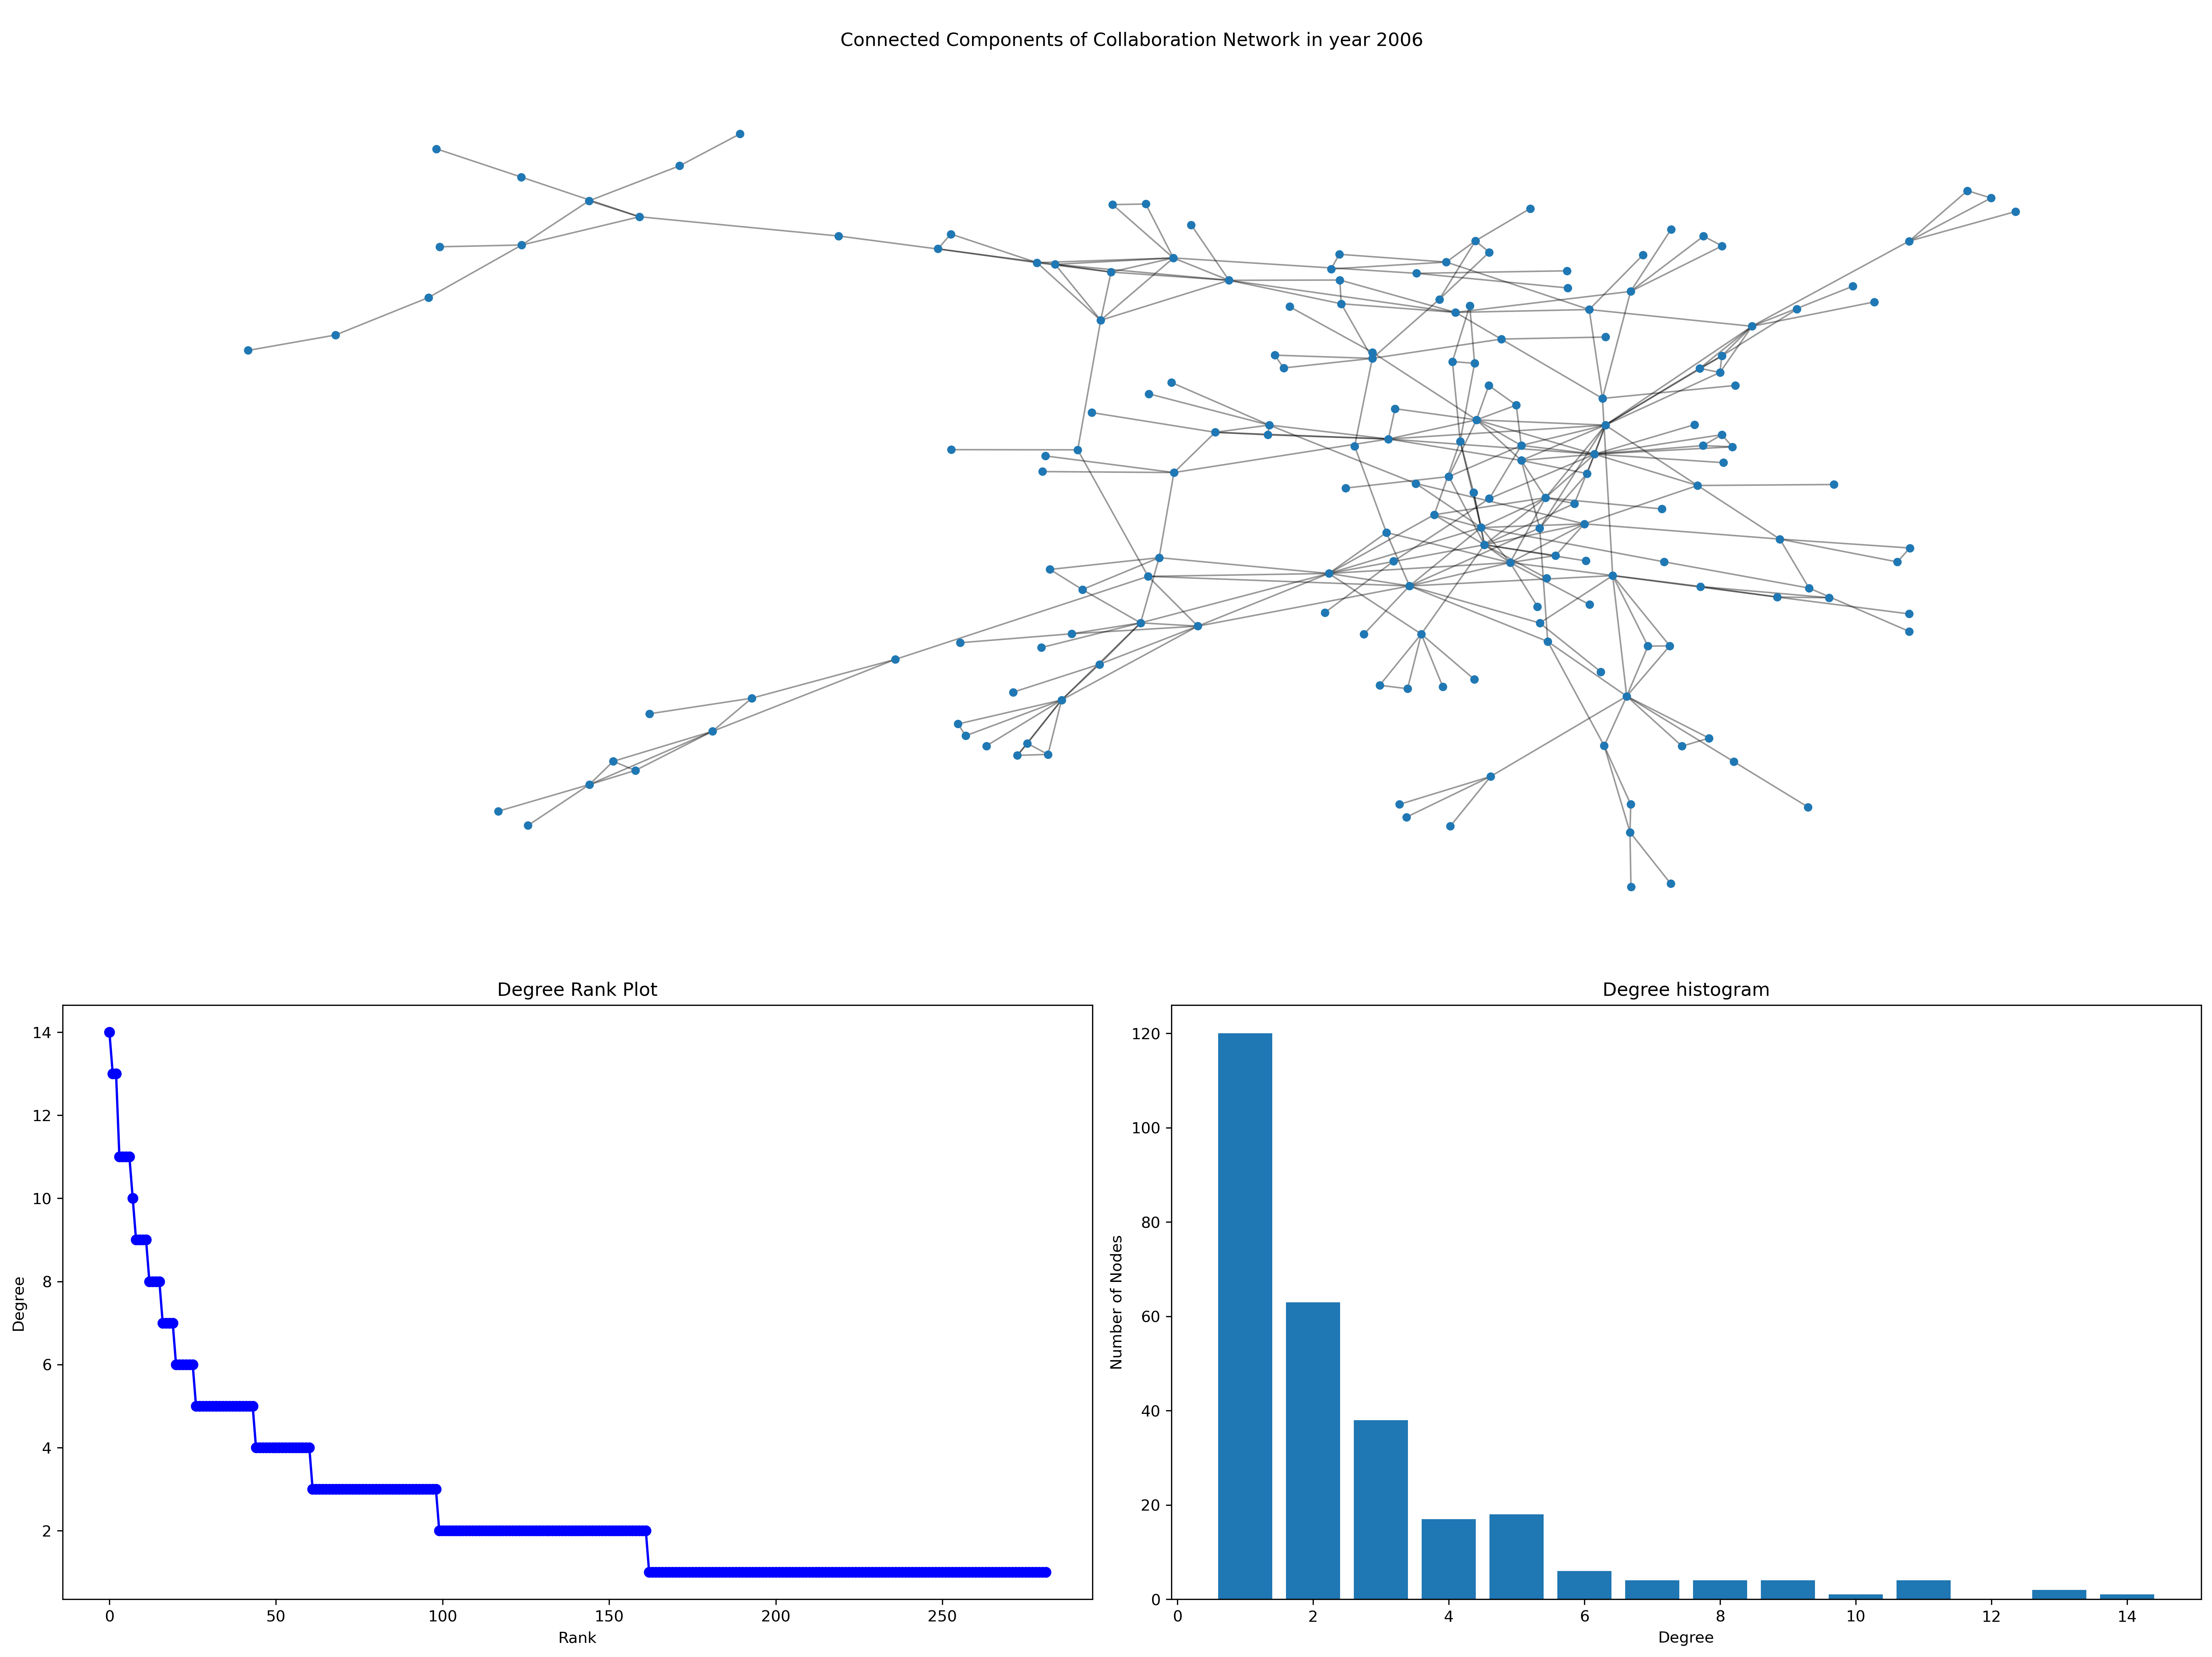 Connected Components of Collaboration Network in year 2006
Degree Rank Plot
14
12
10
8
6
4
2
Degree
0 50 100 150 200 250
Rank
Degree histogram
120
100
80
60
40
20
0
Number of Nodes
0 2 4 6 8 10 12 14
Degree